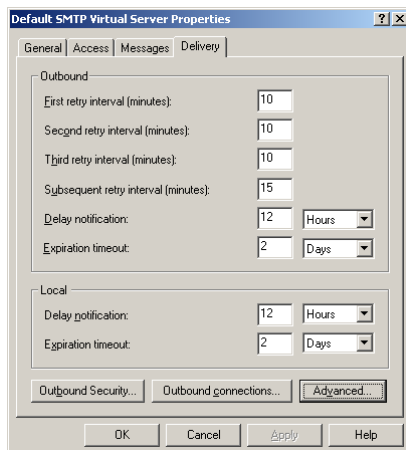 Default SMTP Virtual Server Properties
General Access Messages Delivery
Outbound
First retry interval (minutes): 10
Second retry interval (minutes): 10
Third retry interval (minutes): 10
Subsequent retry interval (minutes): 15
Delay notification: 12 Hours
Expiration timeout: 2 Days
Local
Delay notification: 12 Hours
Expiration timeout: 2 Days
Outbound Security... Outbound connections... Advanced...
OK Cancel Apply Help